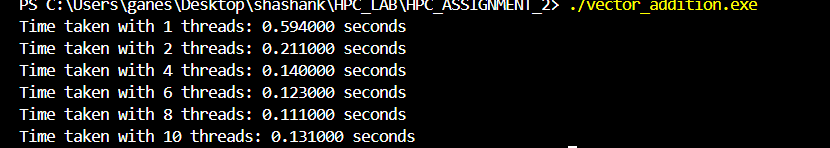 PS C:\Users\ganes\Desktop\shashank\HPC_LAB\HPC_ASSIGNMENT_2> ./vector_addition.exe
Time taken with 1 threads: 0.594000 seconds
Time taken with 2 threads: 0.211000 seconds
Time taken with 4 threads: 0.140000 seconds
Time taken with 6 threads: 0.123000 seconds
Time taken with 8 threads: 0.111000 seconds
Time taken with 10 threads: 0.131000 seconds